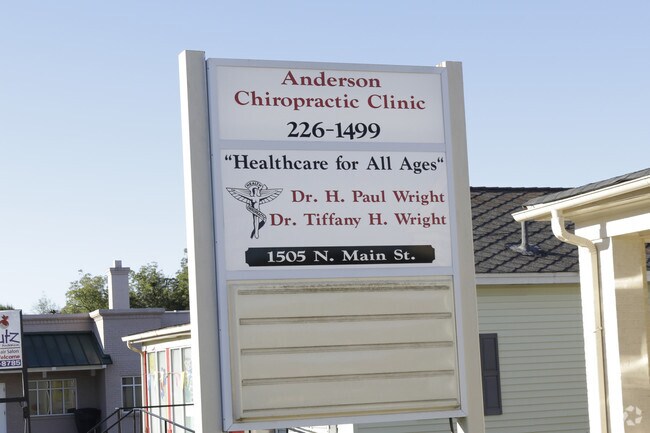 Anderson
Chiropractic Clinic
226-1499
"Healthcare for All Ages"
Dr. H. Paul Wright
Dr. Tiffany H. Wright
1505 N. Main St.